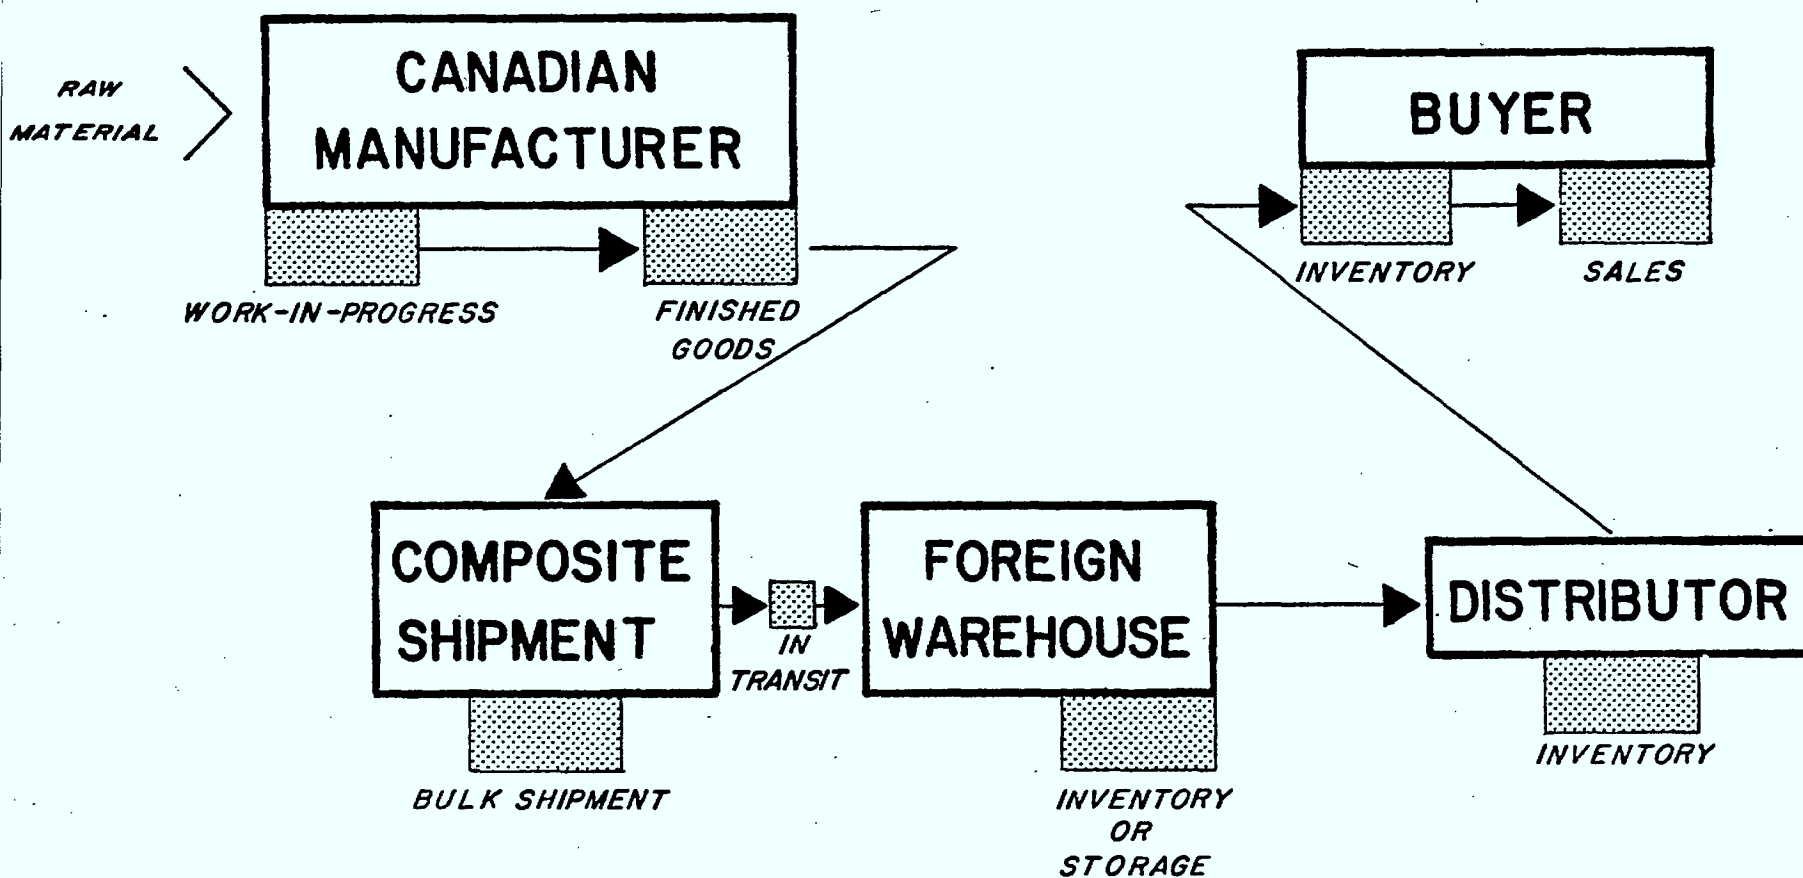 RAW
MATERIAL
CANADIAN
MANUFACTURER
WORK-IN-PROGRESS
FINISHED
GOODS
BUYER
INVENTORY
SALES
COMPOSITE
SHIPMENT
BULK SHIPMENT
IN
TRANSIT
FOREIGN
WAREHOUSE
INVENTORY
OR
STORAGE
DISTRIBUTOR
INVENTORY